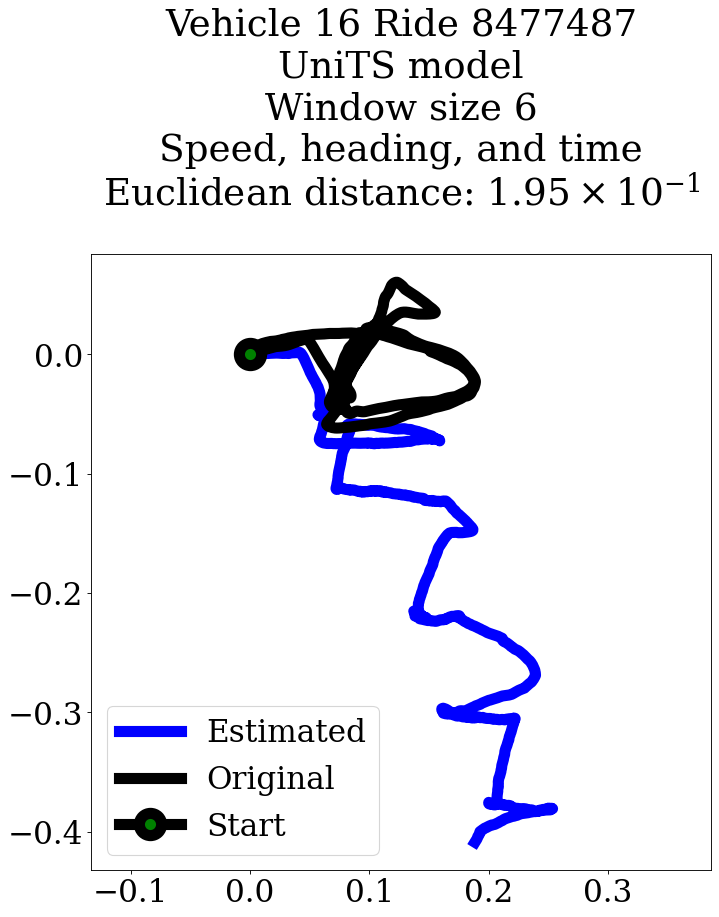 Vehicle 16 Ride 8477487
UniTS model
Window size 6
Speed, heading, and time
Euclidean distance: 1.95 × 10⁻¹
0.0
−0.1
−0.2
−0.3
−0.4
Estimated
Original
Start
−0.1 0.0 0.1 0.2 0.3